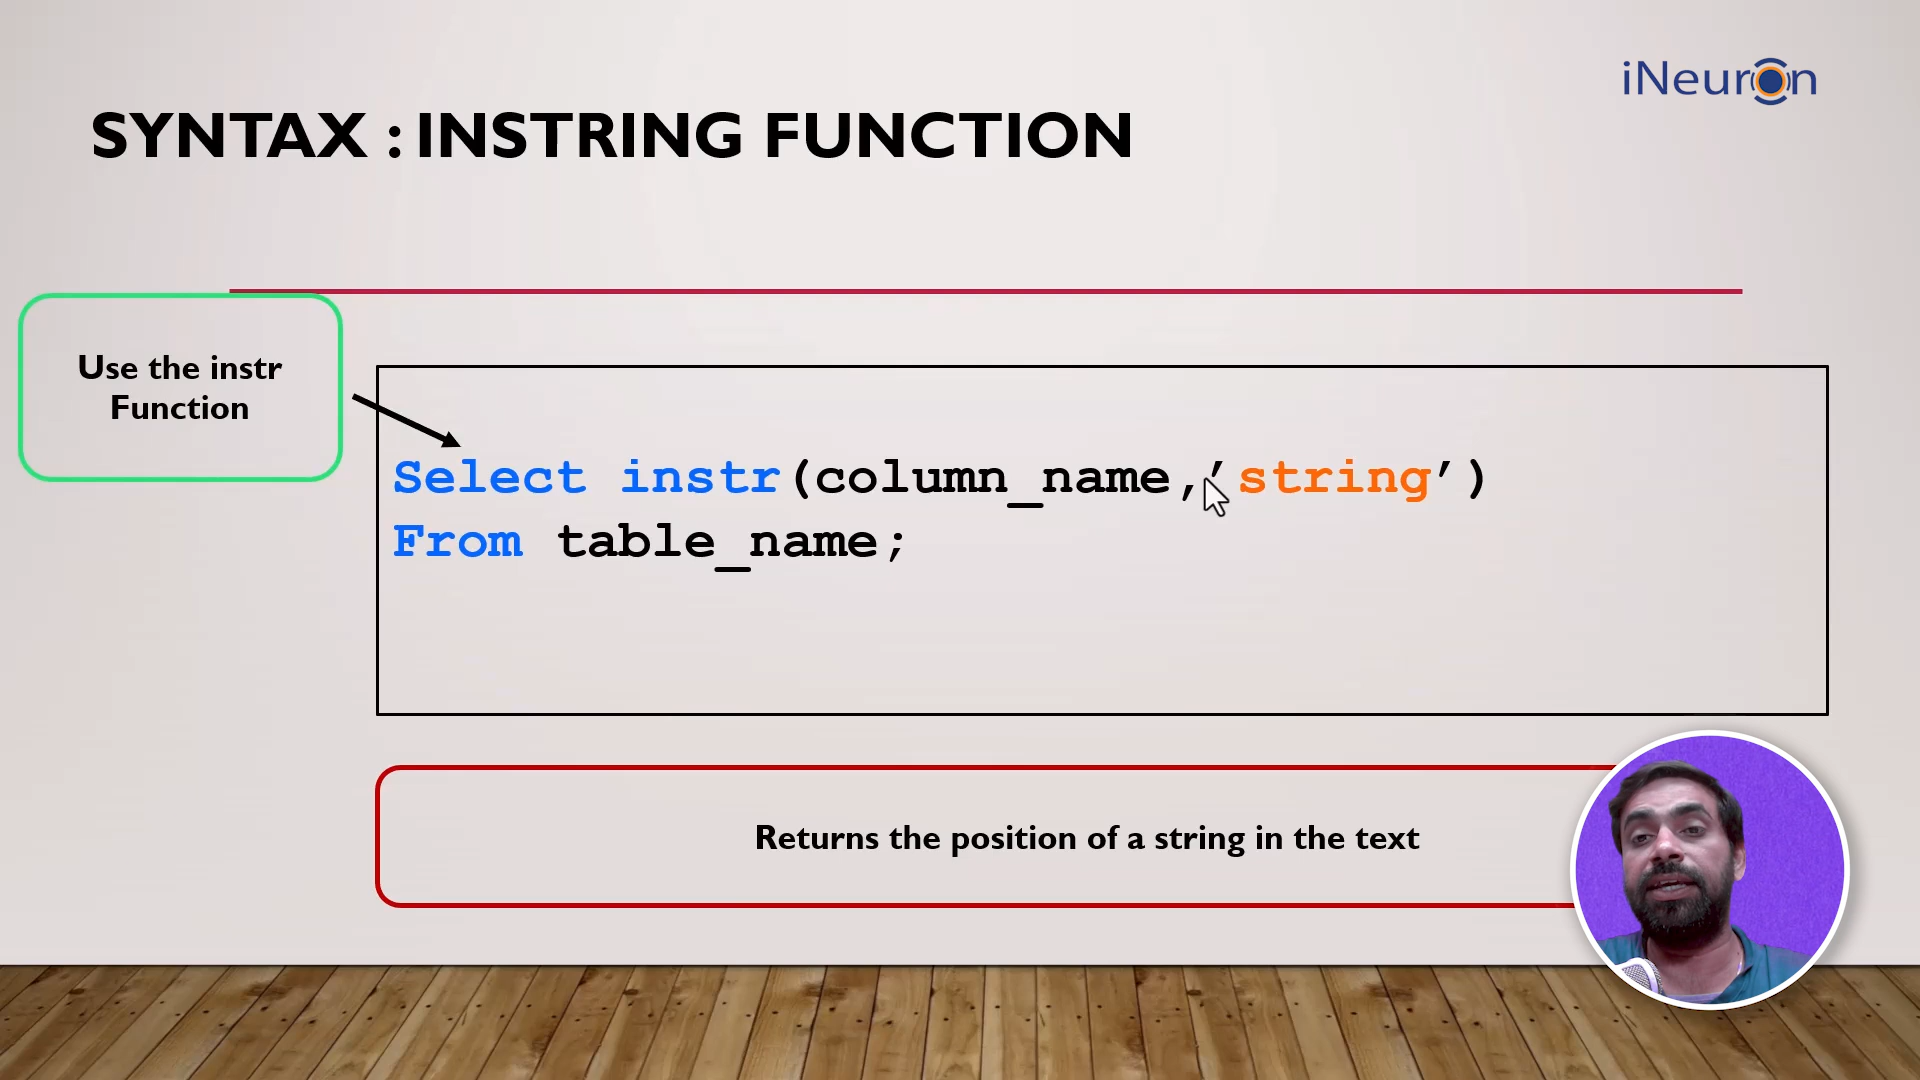 iNeuron
SYNTAX : INSTRING FUNCTION
Use the instr
Function
Select instr(column_name,’string’)
From table_name;
Returns the position of a string in the text